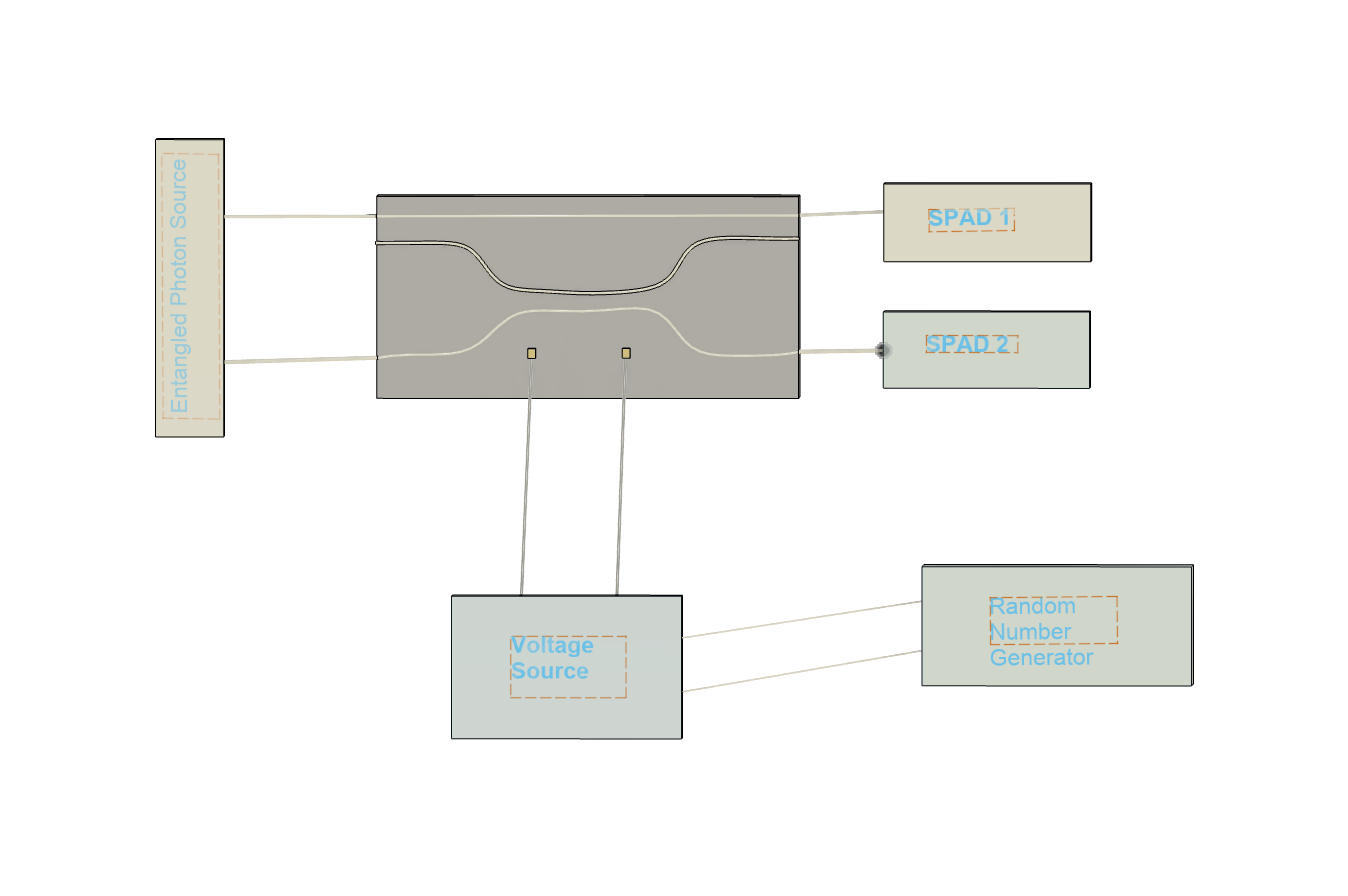 Entangled Photon Source
SPAD 1
SPAD 2
Voltage
Source
Random
Number
Generator